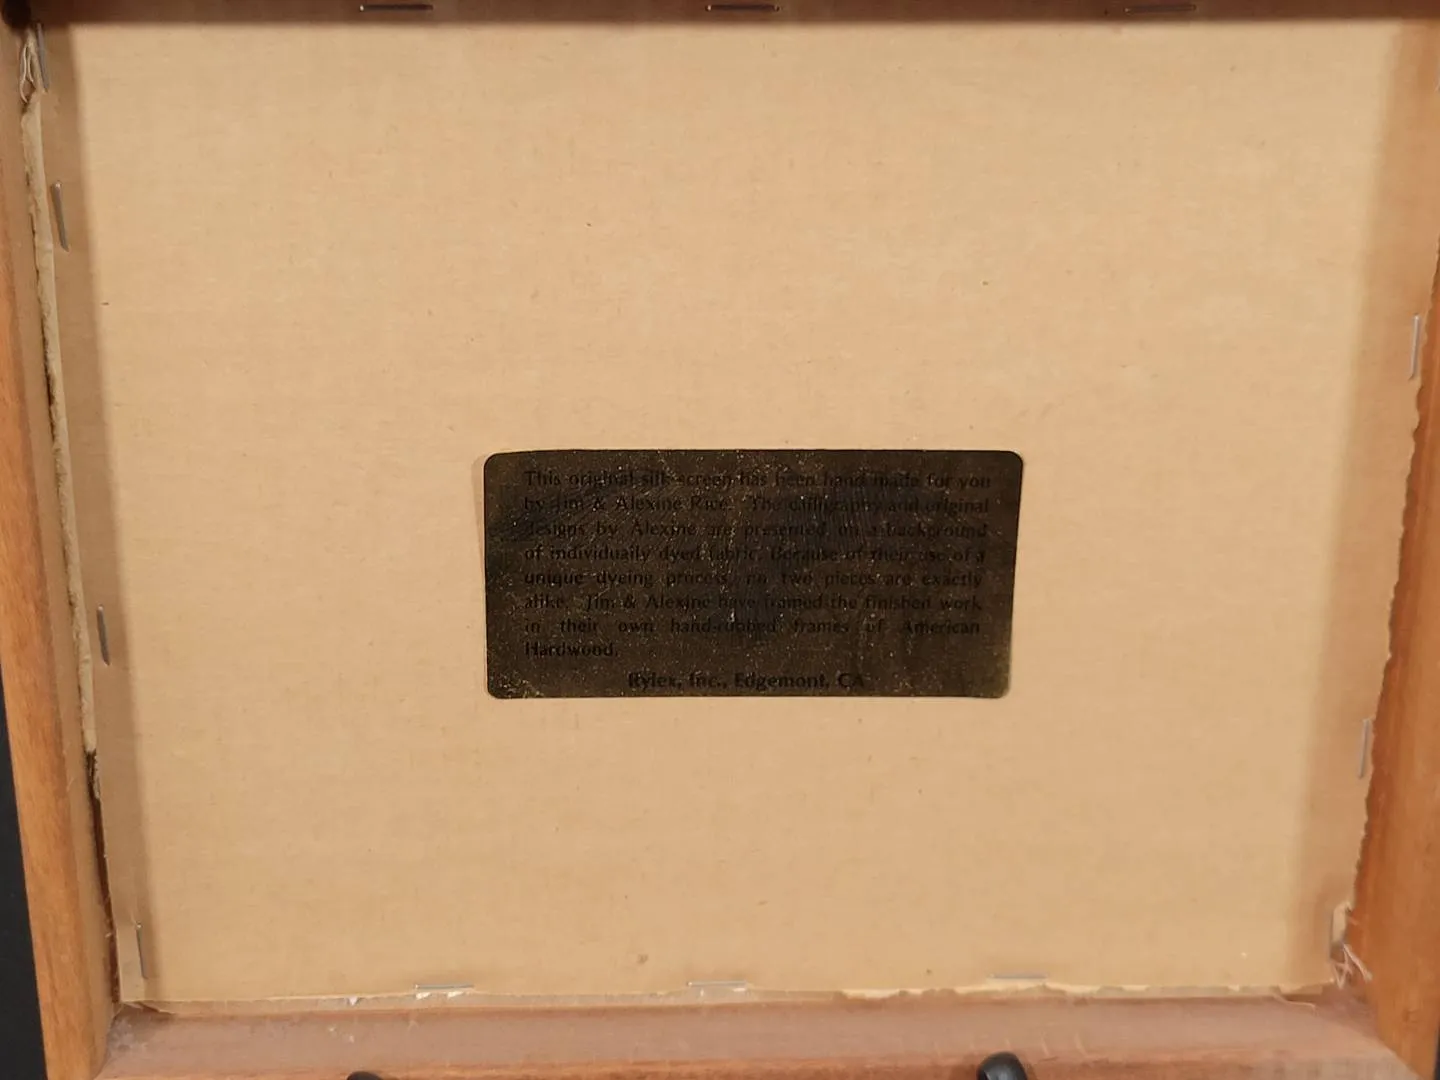 This original silk-screen has been hand made for you
by Jim & Alexine Rice. The calligraphy and original
designs by Alexine are presented on a background
of individually dyed fabric. Because of their use of a
unique dyeing process, no two pieces are exactly
alike. Jim & Alexine have framed the finished work
in their own hand-rubbed frames of American
Hardwood.
Rylex, Inc., Edgemont, CA